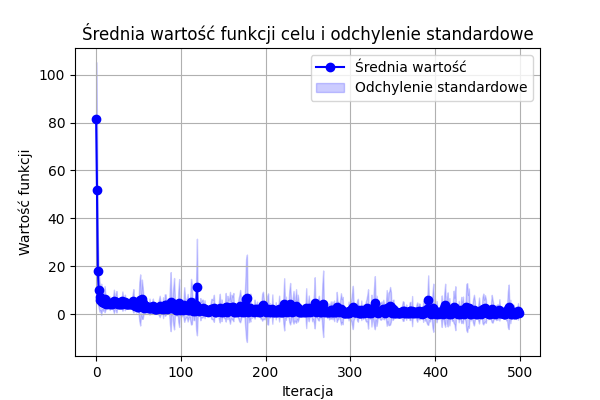 Średnia wartość funkcji celu i odchylenie standardowe
Średnia wartość
Odchylenie standardowe
Wartość funkcji
100
80
60
40
20
0
0 100 200 300 400 500
Iteracja